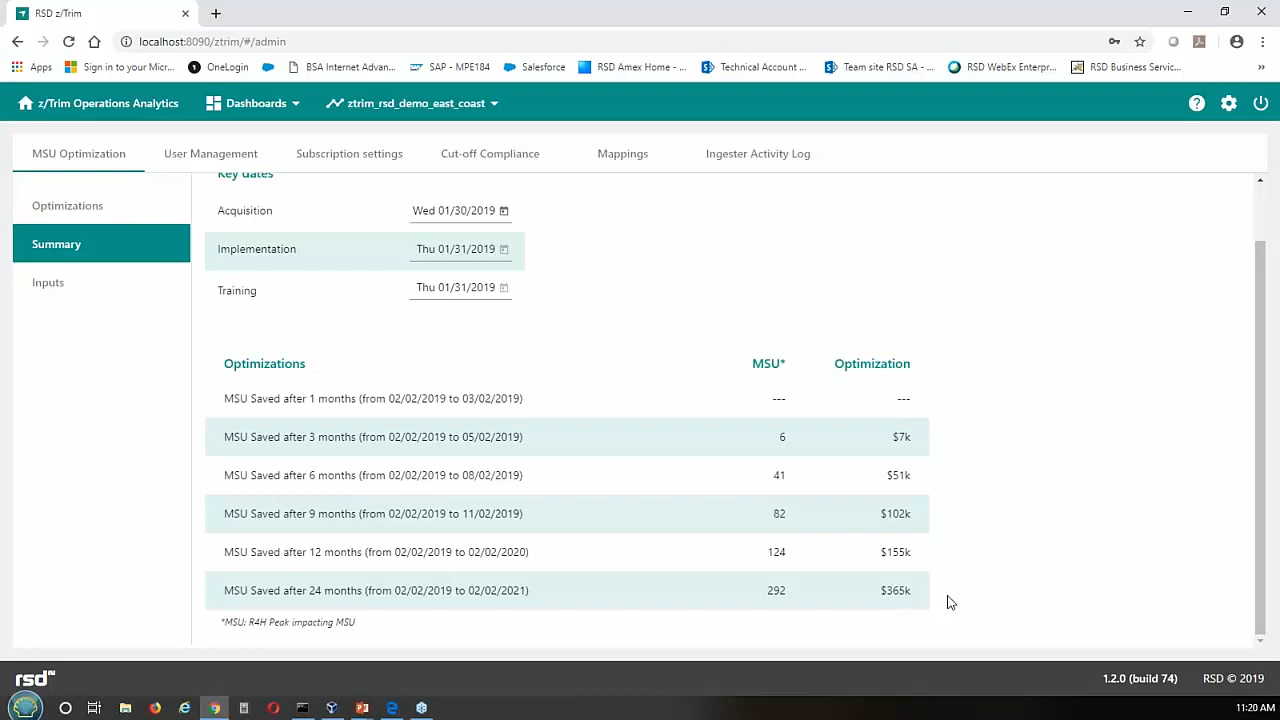 RSD z/Trim
localhost:8090/ztrim/#/admin
Apps Sign in to your Micr... OneLogin BSA Internet Advan... SAP - MPE184 Salesforce RSD Amex Home - ... Technical Account ... Team site RSD SA - ... RSD WebEx Enterpr... RSD Business Servic... »
z/Trim Operations Analytics Dashboards ztrim_rsd_demo_east_coast
MSU Optimization User Management Subscription settings Cut-off Compliance Mappings Ingester Activity Log
Key dates
Optimizations
Summary
Inputs
Acquisition Wed 01/30/2019
Implementation Thu 01/31/2019
Training Thu 01/31/2019
Optimizations MSU* Optimization
MSU Saved after 1 months (from 02/02/2019 to 03/02/2019) --- ---
MSU Saved after 3 months (from 02/02/2019 to 05/02/2019) 6 $7k
MSU Saved after 6 months (from 02/02/2019 to 08/02/2019) 41 $51k
MSU Saved after 9 months (from 02/02/2019 to 11/02/2019) 82 $102k
MSU Saved after 12 months (from 02/02/2019 to 02/02/2020) 124 $155k
MSU Saved after 24 months (from 02/02/2019 to 02/02/2021) 292 $365k
*MSU: R4H Peak impacting MSU
rsd 1.2.0 (build 74) RSD © 2019
11:20 AM